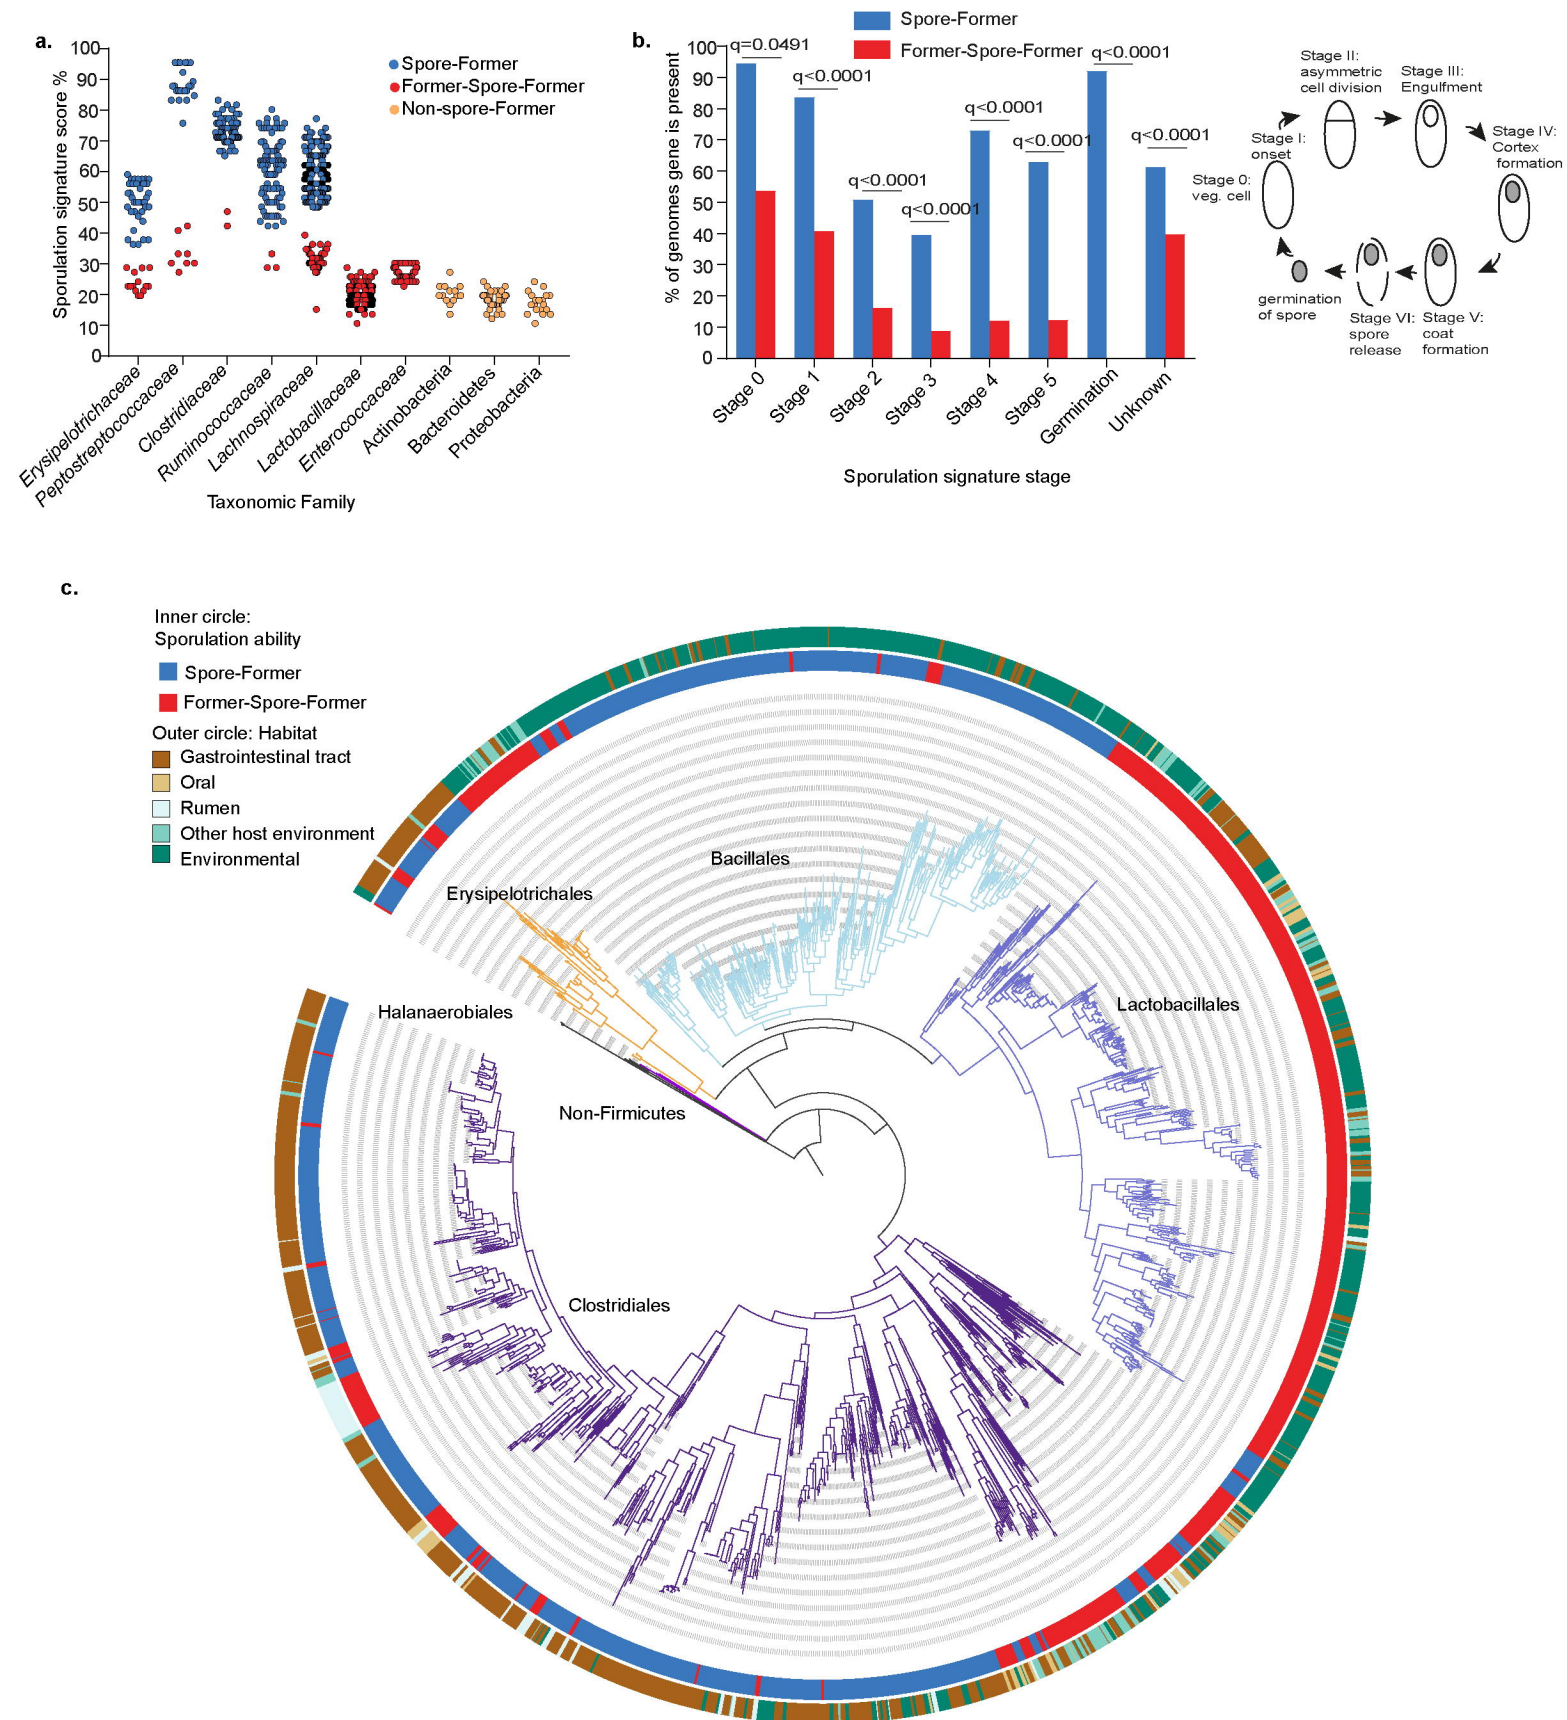 a.
Sporulation signature score %
100
90
80
70
60
50
40
30
20
10
0
Spore-Former
Former-Spore-Former
Non-spore-Former
Erysipelotrichaceae
Peptostreptococcaceae
Clostridiaceae
Ruminococcaceae
Lachnospiraceae
Lactobacillaceae
Enterococcaceae
Actinobacteria
Bacteroidetes
Proteobacteria
Taxonomic Family
b.
Spore-Former
Former-Spore-Former
% of genomes gene is present
100
90
80
70
60
50
40
30
20
10
0
q=0.0491
q<0.0001
q<0.0001
q<0.0001
q<0.0001
q<0.0001
q<0.0001
q<0.0001
Stage 0
Stage 1
Stage 2
Stage 3
Stage 4
Stage 5
Germination
Unknown
Sporulation signature stage
Stage 0:
veg. cell
Stage I:
onset
Stage II:
asymmetric
cell division
Stage III:
Engulfment
Stage IV:
Cortex
formation
Stage V:
coat
formation
Stage VI:
spore
release
germination
of spore
c.
Inner circle:
Sporulation ability
Spore-Former
Former-Spore-Former
Outer circle: Habitat
Gastrointestinal tract
Oral
Rumen
Other host environment
Environmental
Bacillales
Erysipelotrichales
Lactobacillales
Halanaerobiales
Non-Firmicutes
Clostridiales